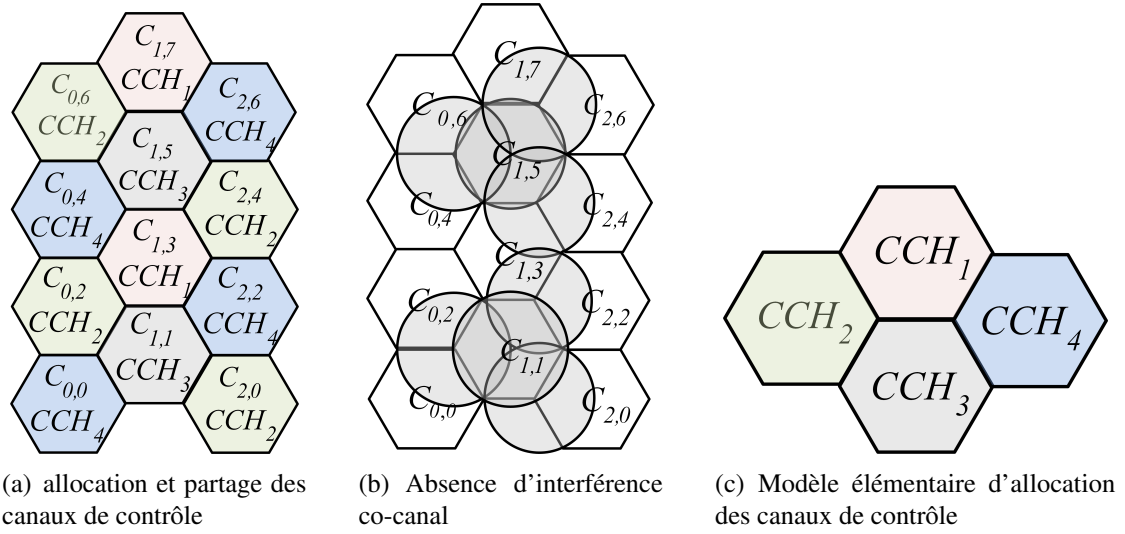 C1,7
CCH1
C0,6
CCH2
C2,6
CCH4
C1,5
CCH3
C0,4
CCH4
C2,4
CCH2
C1,3
CCH1
C0,2
CCH2
C2,2
CCH4
C1,1
CCH3
C0,0
CCH4
C2,0
CCH2
(a) allocation et partage des
canaux de contrôle
C1,7
C0,6
C2,6
C1,5
C0,4
C2,4
C1,3
C0,2
C2,2
C1,1
C0,0
C2,0
(b) Absence d'interférence
co-canal
CCH1
CCH2
CCH4
CCH3
(c) Modèle élémentaire d'allocation
des canaux de contrôle